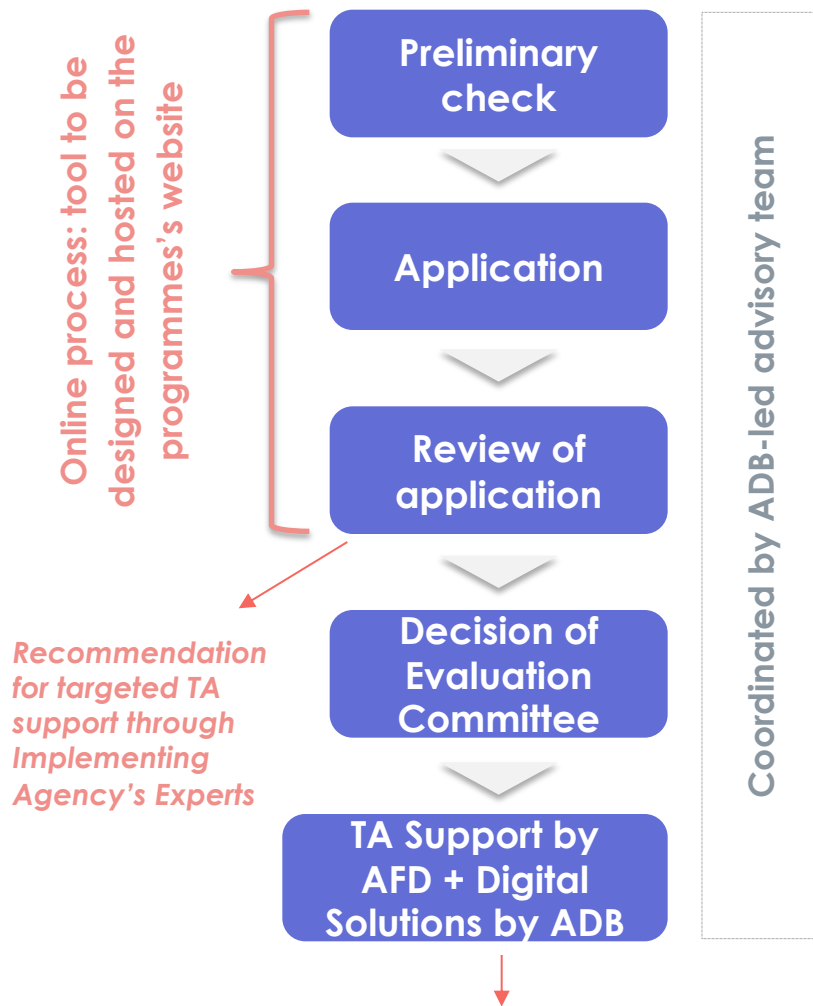 Online process: tool to be
designed and hosted on the
programmes's website
Preliminary
check
Application
Review of
application
Recommendation
for targeted TA
support through
Implementing
Agency's Experts
Decision of
Evaluation
Committee
TA Support by
AFD + Digital
Solutions by ADB
Coordinated by ADB-led advisory team